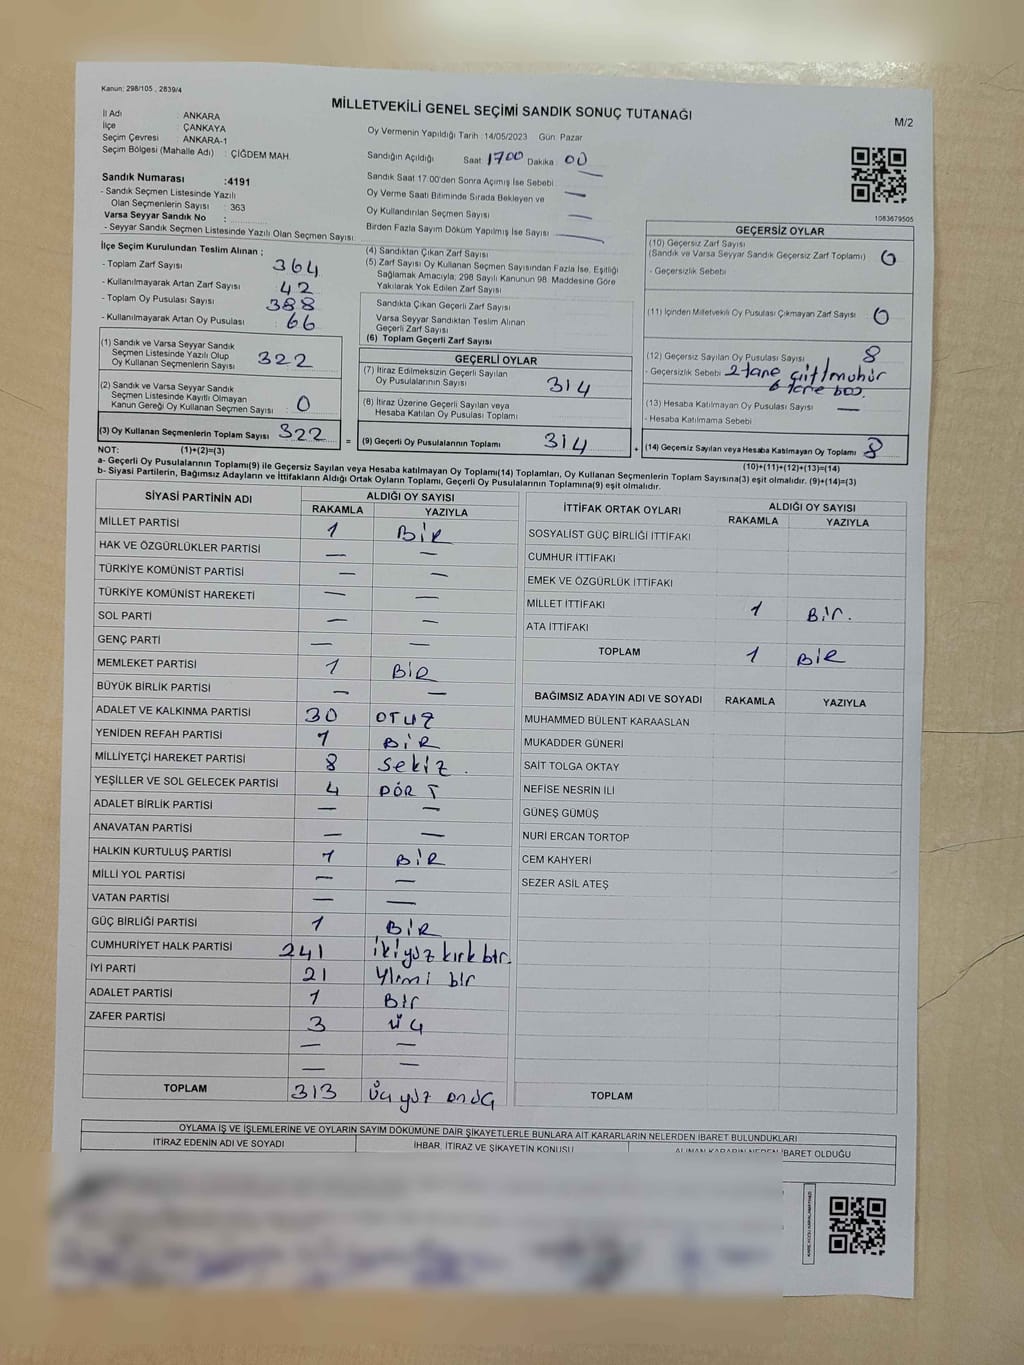 Kanun: 298/105 , 2839/4
MİLLETVEKİLİ GENEL SEÇİMİ SANDIK SONUÇ TUTANAĞI
M/2
İl Adı : ANKARA
İlçe : ÇANKAYA
Seçim Çevresi : ANKARA-1
Seçim Bölgesi (Mahalle Adı) : ÇİĞDEM MAH.
Sandık Numarası :4191
- Sandık Seçmen Listesinde Yazılı
Olan Seçmenlerin Sayısı : 363
Varsa Seyyar Sandık No :
- Seyyar Sandık Seçmen Listesinde Yazılı Olan Seçmen Sayısı:
Oy Vermenin Yapıldığı Tarih 14/05/2023 Gün: Pazar
Sandığın Açıldığı Saat 1700 Dakika 00
Sandık Saat 17.00'den Sonra Açımış İse Sebebi —
Oy Verme Saati Bitiminde Sırada Bekleyen ve
Oy Kullandırılan Seçmen Sayısı —
Birden Fazla Sayım Döküm Yapılmış İse Sayısı —
1083679505
İlçe Seçim Kurulundan Teslim Alınan ;
- Toplam Zarf Sayısı 364
- Kullanılmayarak Artan Zarf Sayısı 42
- Toplam Oy Pusulası Sayısı 388
- Kullanılmayarak Artan Oy Pusulası : 66
(1) Sandık ve Varsa Seyyar Sandık
Seçmen Listesinde Yazılı Olup
Oy Kullanan Seçmenlerin Sayısı 322
(2) Sandık ve Varsa Seyyar Sandık
Seçmen Listesinde Kayıtlı Olmayan
Kanun Gereği Oy Kullanan Seçmen Sayısı : 0
(3) Oy Kullanan Seçmenlerin Toplam Sayısı 322
(4) Sandıktan Çıkan Zarf Sayısı
(5) Zarf Sayısı Oy Kullanan Seçmen Sayısından Fazla İse, Eşitliği
Sağlamak Amacıyla; 298 Sayılı Kanunun 98. Maddesine Göre
Yakılarak Yok Edilen Zarf Sayısı
Sandıkta Çıkan Geçerli Zarf Sayısı
Varsa Seyyar Sandıktan Teslim Alınan
Geçerli Zarf Sayısı
(6) Toplam Geçerli Zarf Sayısı
GEÇERLİ OYLAR
(7) İtiraz Edilmeksizin Geçerli Sayılan
Oy Pusulalarının Sayısı 314
(8) İtiraz Üzerine Geçerli Sayılan veya
Hesaba Katılan Oy Pusulası Toplamı
= (9) Geçerli Oy Pusulalarının Toplamı 314
GEÇERSİZ OYLAR
(10) Geçersiz Zarf Sayısı
(Sandık ve Varsa Seyyar Sandık Geçersiz Zarf Toplamı) 0
- Geçersizlik Sebebi
(11) İçinden Milletvekili Oy Pusulası Çıkmayan Zarf Sayısı 0
(12) Geçersiz Sayılan Oy Pusulası Sayısı 8
- Geçersizlik Sebebi 2 tane çift mühür
6 tane boş.
(13) Hesaba Katılmayan Oy Pusulası Sayısı —
- Hesaba Katılmama Sebebi
+ (14) Geçersiz Sayılan veya Hesaba Katılmayan Oy Toplamı 8
NOT: (1)+(2)=(3)
(10)+(11)+(12)+(13)=(14)
a- Geçerli Oy Pusulalarının Toplamı(9) ile Geçersiz Sayılan veya Hesaba katılmayan Oy Toplamı(14) Toplamları, Oy Kullanan Seçmenlerin Toplam Sayısına(3) eşit olmalıdır. (9)+(14)=(3)
b- Siyasi Partilerin, Bağımsız Adayların ve İttifakların Aldığı Ortak Oyların Toplamı, Geçerli Oy Pusulalarının Toplamına(9) eşit olmalıdır.
SİYASİ PARTİNİN ADI ALDIĞI OY SAYISI
RAKAMLA YAZIYLA
MİLLET PARTİSİ 1 BİR
HAK VE ÖZGÜRLÜKLER PARTİSİ — —
TÜRKİYE KOMÜNİST PARTİSİ — —
TÜRKİYE KOMÜNİST HAREKETİ — —
SOL PARTİ — —
GENÇ PARTİ — —
MEMLEKET PARTİSİ 1 BİR
BÜYÜK BİRLİK PARTİSİ — —
ADALET VE KALKINMA PARTİSİ 30 OTUZ
YENİDEN REFAH PARTİSİ 1 BİR
MİLLİYETÇİ HAREKET PARTİSİ 8 Sekiz.
YEŞİLLER VE SOL GELECEK PARTİSİ 4 DÖRT
ADALET BİRLİK PARTİSİ — —
ANAVATAN PARTİSİ — —
HALKIN KURTULUŞ PARTİSİ 1 BİR
MİLLİ YOL PARTİSİ — —
VATAN PARTİSİ — —
GÜÇ BİRLİĞİ PARTİSİ 1 BİR
CUMHURİYET HALK PARTİSİ 241 ikiyüz kırk bir.
İYİ PARTİ 21 Yirmi bir
ADALET PARTİSİ 1 Bir
ZAFER PARTİSİ 3 üç
— —
— —
TOPLAM 313 üçyüz onüç
İTTİFAK ORTAK OYLARI ALDIĞI OY SAYISI
RAKAMLA YAZIYLA
SOSYALİST GÜÇ BİRLİĞİ İTTİFAKI
CUMHUR İTTİFAKI
EMEK VE ÖZGÜRLÜK İTTİFAKI
MİLLET İTTİFAKI 1 Bir.
ATA İTTİFAKI
TOPLAM 1 BİR
BAĞIMSIZ ADAYIN ADI VE SOYADI RAKAMLA YAZIYLA
MUHAMMED BÜLENT KARAASLAN
MUKADDER GÜNERİ
SAİT TOLGA OKTAY
NEFİSE NESRİN İLİ
GÜNEŞ GÜMÜŞ
NURİ ERCAN TORTOP
CEM KAHYERİ
SEZER ASİL ATEŞ
TOPLAM
OYLAMA İŞ VE İŞLEMLERİNE VE OYLARIN SAYIM DÖKÜMÜNE DAİR ŞİKAYETLERLE BUNLARA AİT KARARLARIN NELERDEN İBARET BULUNDUKLARI
İTİRAZ EDENİN ADI VE SOYADI İHBAR, İTİRAZ VE ŞİKAYETİN KONUSU ALINAN KARARIN NEDEN İBARET OLDUĞU